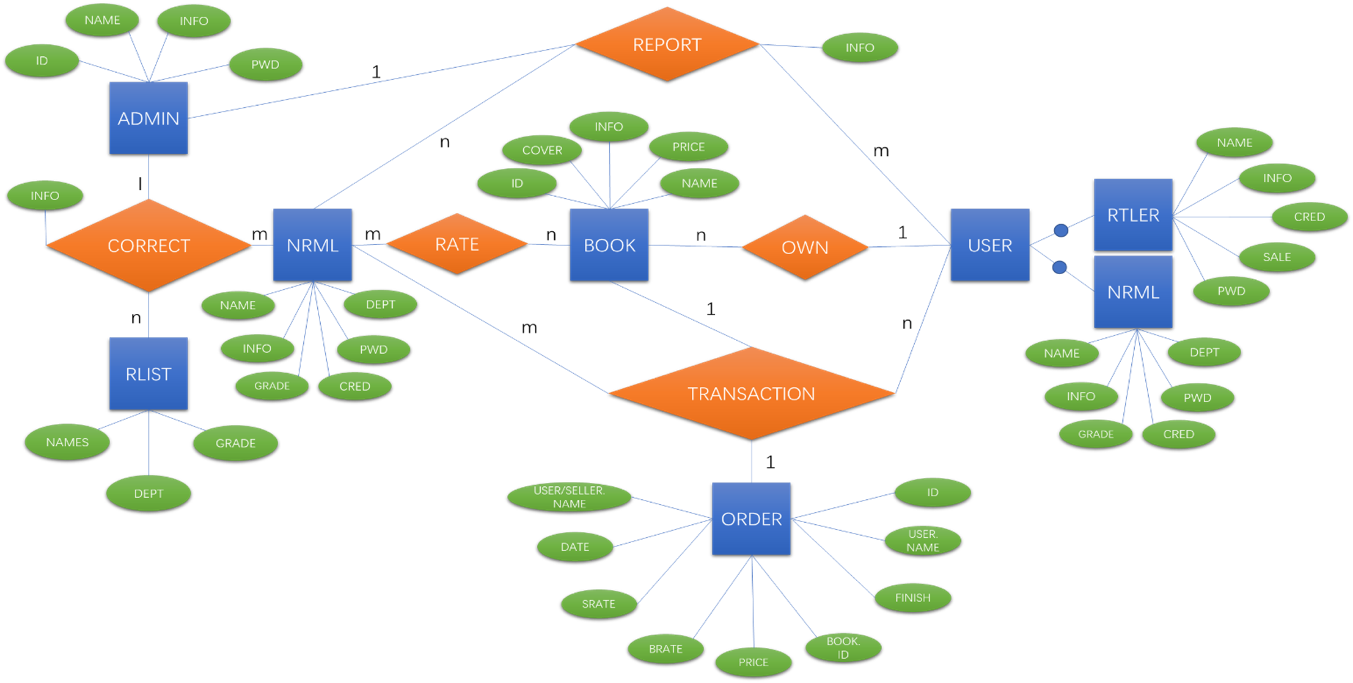 NAME
INFO
ID
PWD
ADMIN
1
REPORT
INFO
n
m
l
INFO
CORRECT
m
NRML
m
RATE
n
BOOK
n
OWN
1
USER
COVER
INFO
PRICE
ID
NAME
RTLER
NAME
INFO
CRED
SALE
PWD
NRML
NAME
DEPT
INFO
PWD
GRADE
CRED
NAME
DEPT
INFO
PWD
GRADE
CRED
n
RLIST
NAMES
GRADE
DEPT
m
1
n
TRANSACTION
1
ORDER
USER/SELLER.
NAME
DATE
SRATE
BRATE
PRICE
BOOK.
ID
FINISH
USER.
NAME
ID